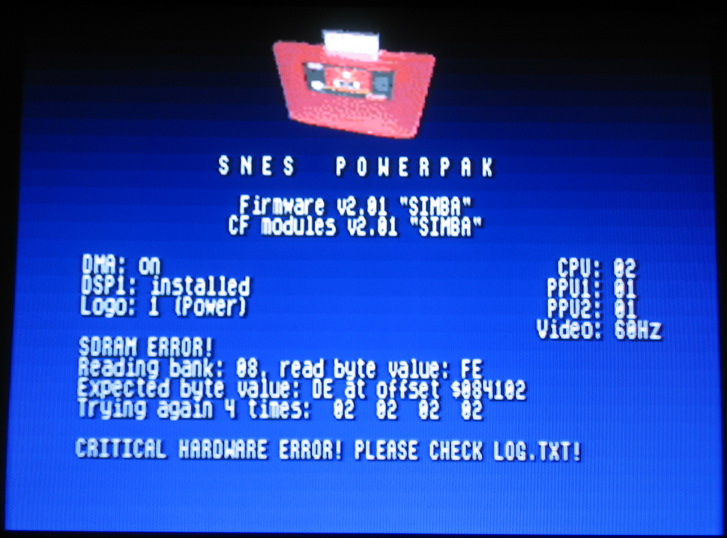 SNES POWERPAK
Firmware v2.01 "SIMBA"
CF modules v2.01 "SIMBA"
DMA: on
DSP1: installed
Logo: 1 (Power)
CPU: 02
PPU1: 01
PPU2: 01
Video: 60Hz
SDRAM ERROR!
Reading bank: 08, read byte value: FE
Expected byte value: DE at offset $084102
Trying again 4 times: 02 02 02 02
CRITICAL HARDWARE ERROR! PLEASE CHECK LOG.TXT!